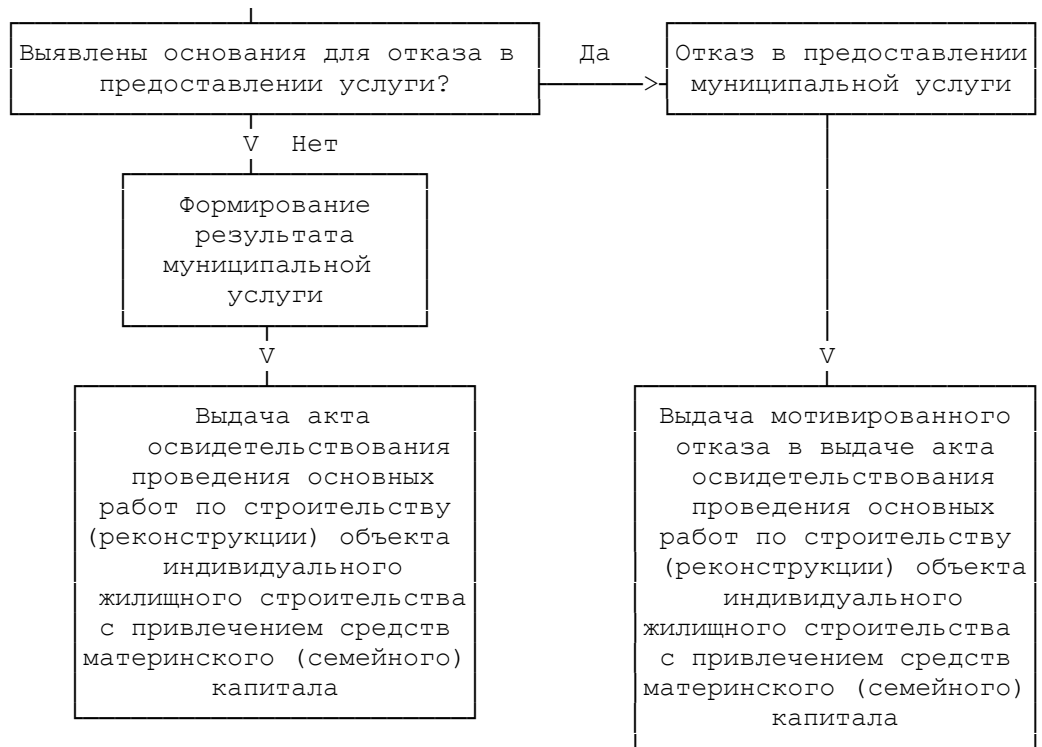 Выявлены основания для отказа в
предоставлении услуги?
Да
>
Отказ в предоставлении
муниципальной услуги
V Нет
Формирование
результата
муниципальной
услуги
V
V
Выдача акта
освидетельствования
проведения основных
работ по строительству
(реконструкции) объекта
индивидуального
жилищного строительства
с привлечением средств
материнского (семейного)
капитала
Выдача мотивированного
отказа в выдаче акта
освидетельствования
проведения основных
работ по строительству
(реконструкции) объекта
индивидуального
жилищного строительства
с привлечением средств
материнского (семейного)
капитала